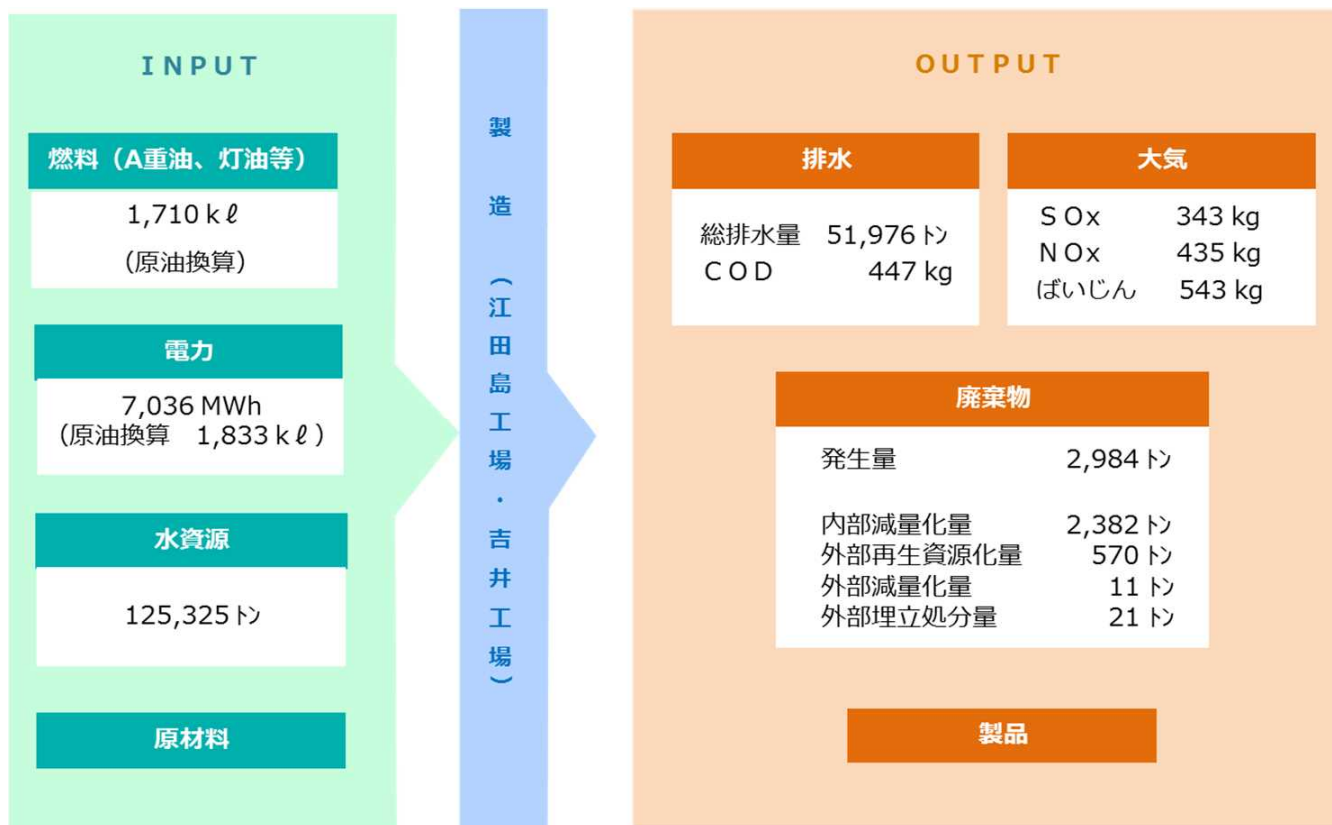 ＩＮＰＵＴ
燃料（A重油、灯油等）
1,710ｋℓ
（原油換算）
電力
7,036 MWh
（原油換算　1,833ｋℓ）
水資源
125,325㌧
原材料
製造（江田島工場・吉井工場）
ＯＵＴＰＵＴ
排水
総排水量　51,976㌧
ＣＯＤ　447 kg
大気
ＳＯx　343 kg
ＮＯx　435 kg
ばいじん　543 kg
廃棄物
発生量　2,984㌧
内部減量化量　2,382㌧
外部再生資源化量　570㌧
外部減量化量　11㌧
外部埋立処分量　21㌧
製品